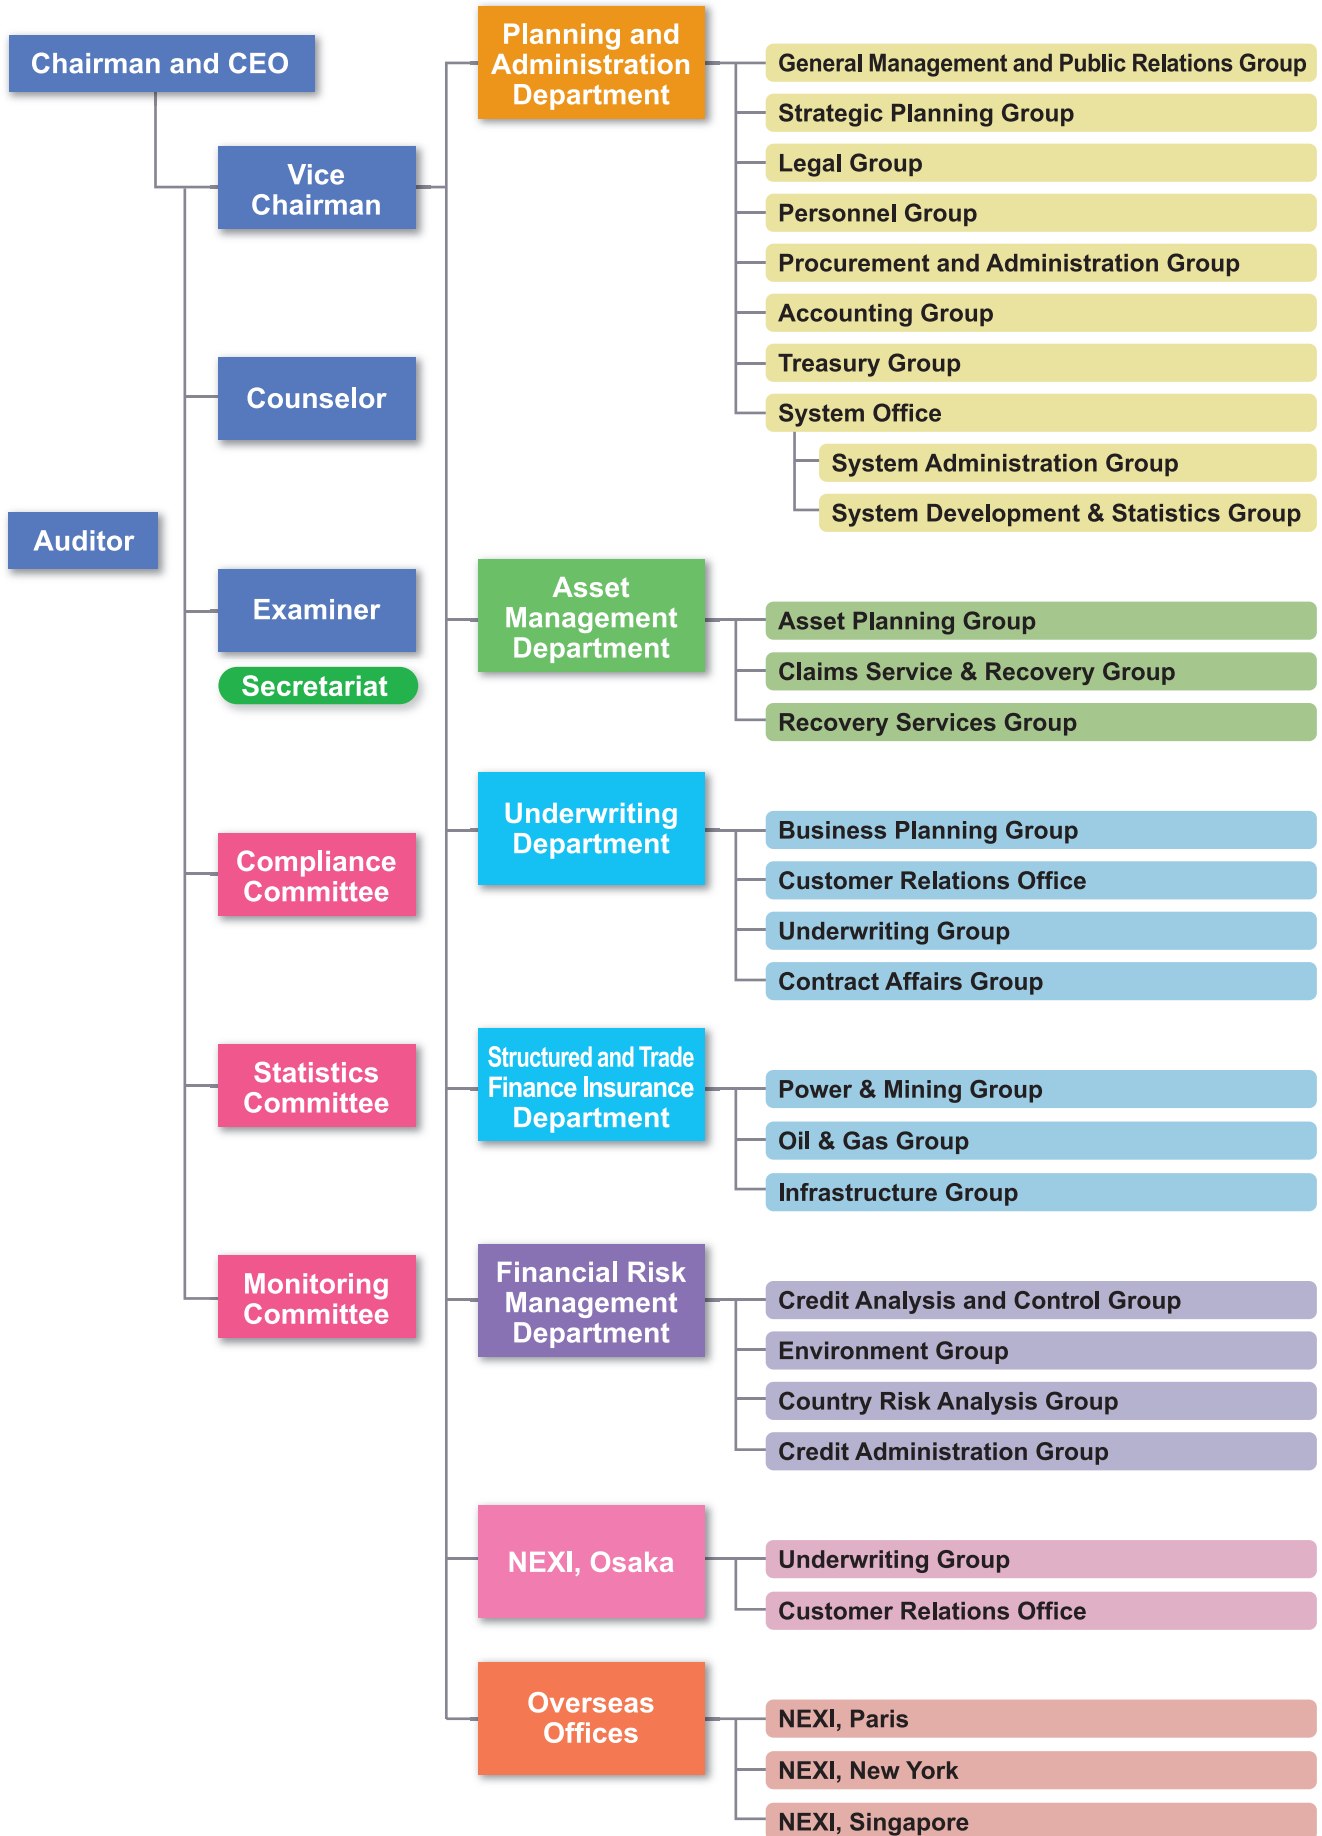 Chairman and CEO
Vice
Chairman
Counselor
Auditor
Examiner
Secretariat
Compliance
Committee
Statistics
Committee
Monitoring
Committee
Planning and
Administration
Department
General Management and Public Relations Group
Strategic Planning Group
Legal Group
Personnel Group
Procurement and Administration Group
Accounting Group
Treasury Group
System Office
System Administration Group
System Development & Statistics Group
Asset
Management
Department
Asset Planning Group
Claims Service & Recovery Group
Recovery Services Group
Underwriting
Department
Business Planning Group
Customer Relations Office
Underwriting Group
Contract Affairs Group
Structured and Trade
Finance Insurance
Department
Power & Mining Group
Oil & Gas Group
Infrastructure Group
Financial Risk
Management
Department
Credit Analysis and Control Group
Environment Group
Country Risk Analysis Group
Credit Administration Group
NEXI, Osaka
Underwriting Group
Customer Relations Office
Overseas
Offices
NEXI, Paris
NEXI, New York
NEXI, Singapore